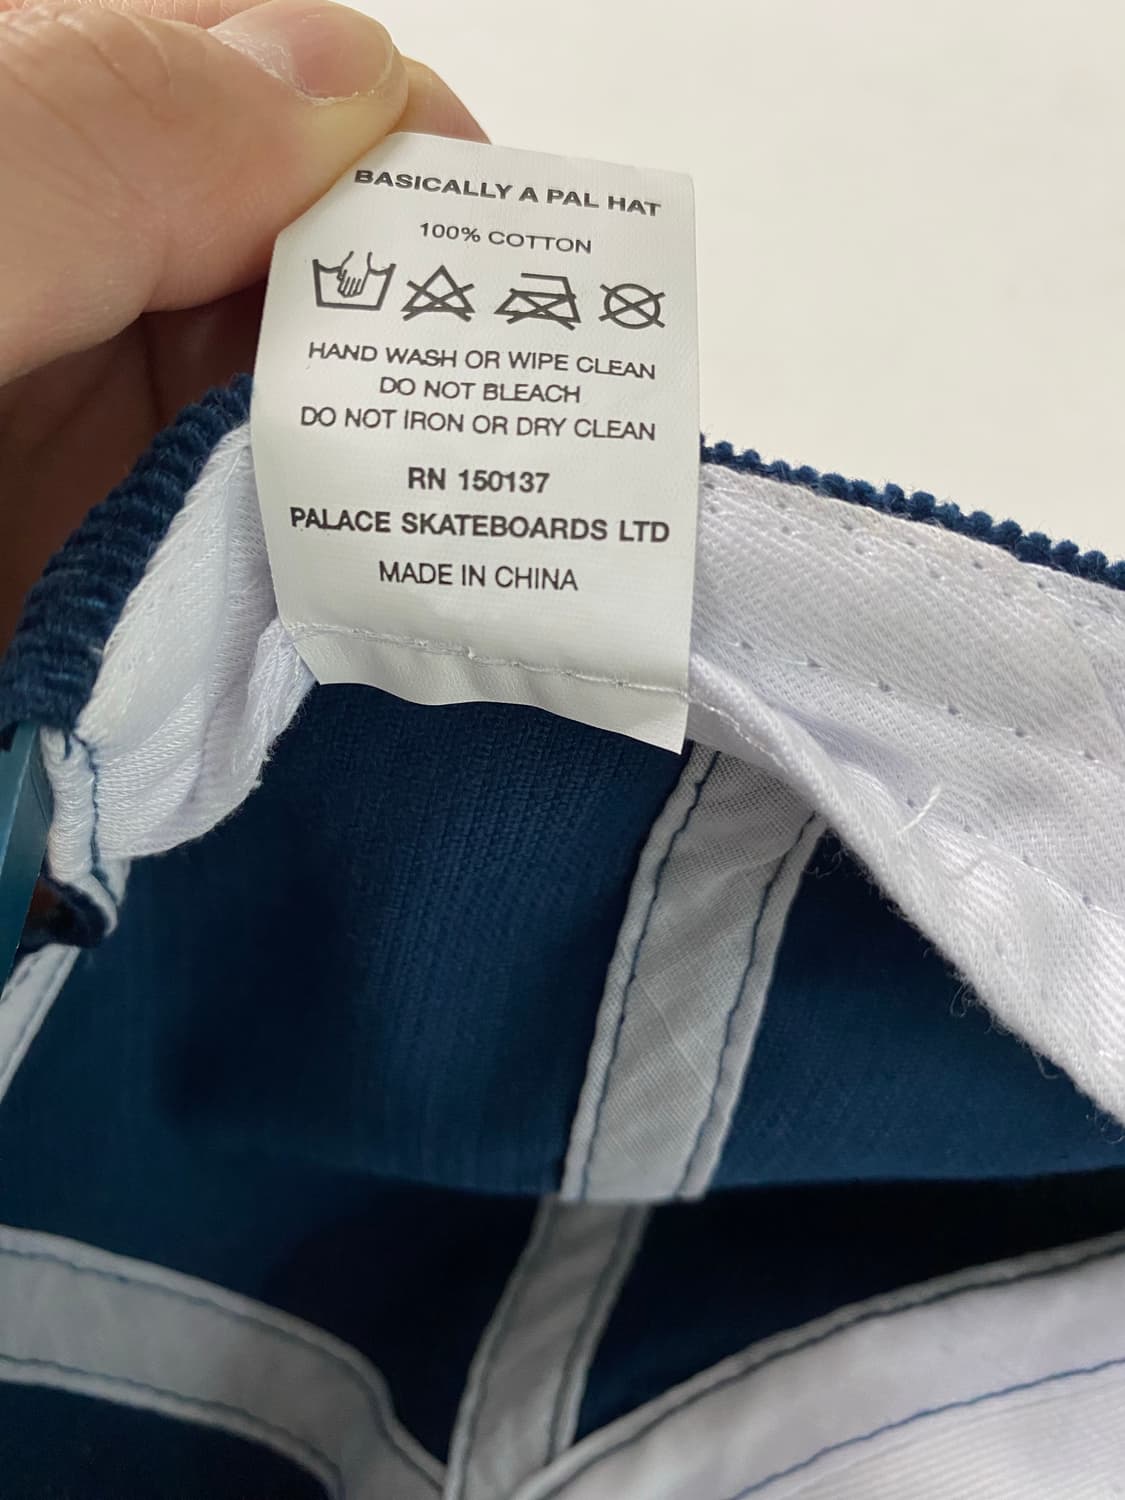 BASICALLY A PAL HAT
100% COTTON
HAND WASH OR WIPE CLEAN
DO NOT BLEACH
DO NOT IRON OR DRY CLEAN
RN 150137
PALACE SKATEBOARDS LTD
MADE IN CHINA